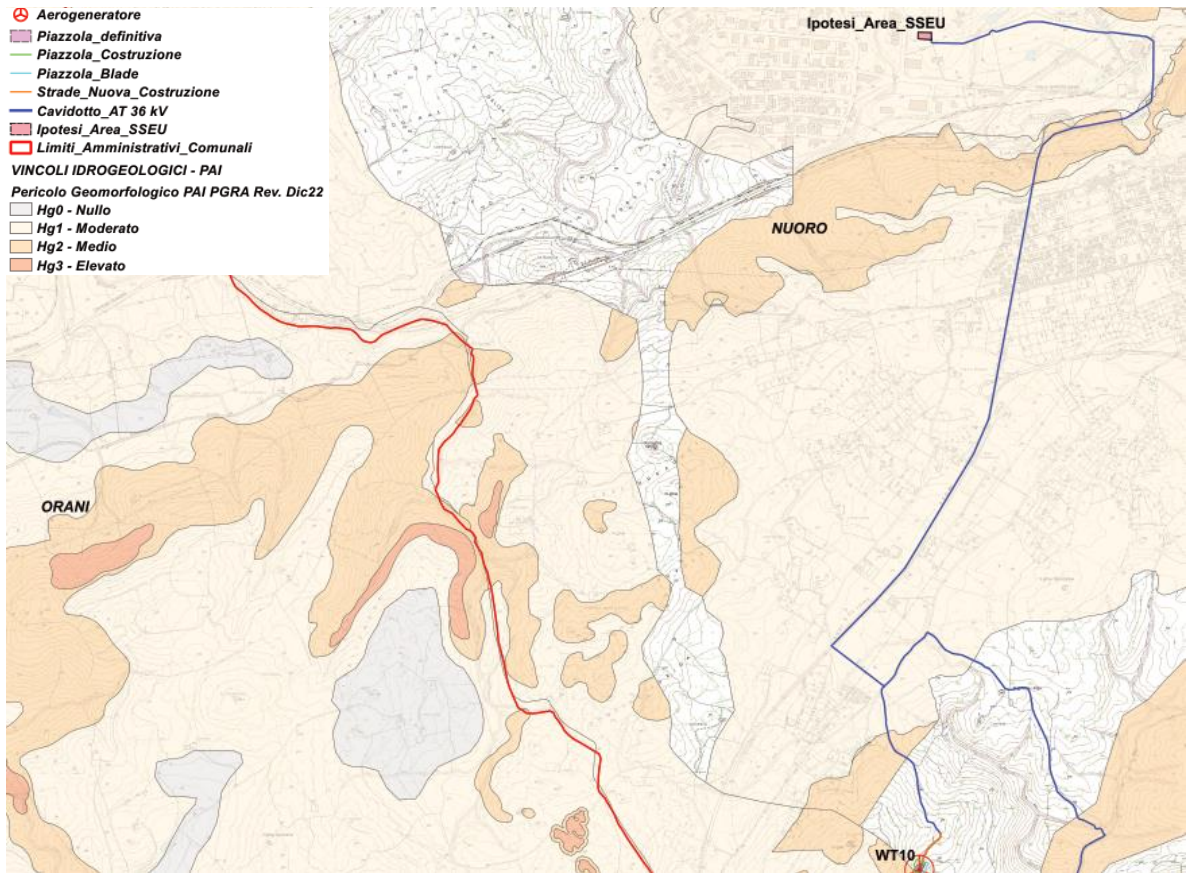 Aerogeneratore
Piazzola_definitiva
Piazzola_Costruzione
Piazzola_Blade
Strade_Nuova_Costruzione
Cavidotto_AT 36 kV
Ipotesi_Area_SSEU
Limiti_Amministrativi_Comunali
VINCOLI IDROGEOLOGICI - PAI
Pericolo Geomorfologico PAI PGRA Rev. Dic22
Hg0 - Nullo
Hg1 - Moderato
Hg2 - Medio
Hg3 - Elevato
Ipotesi_Area_SSEU
NUORO
ORANI
WT10